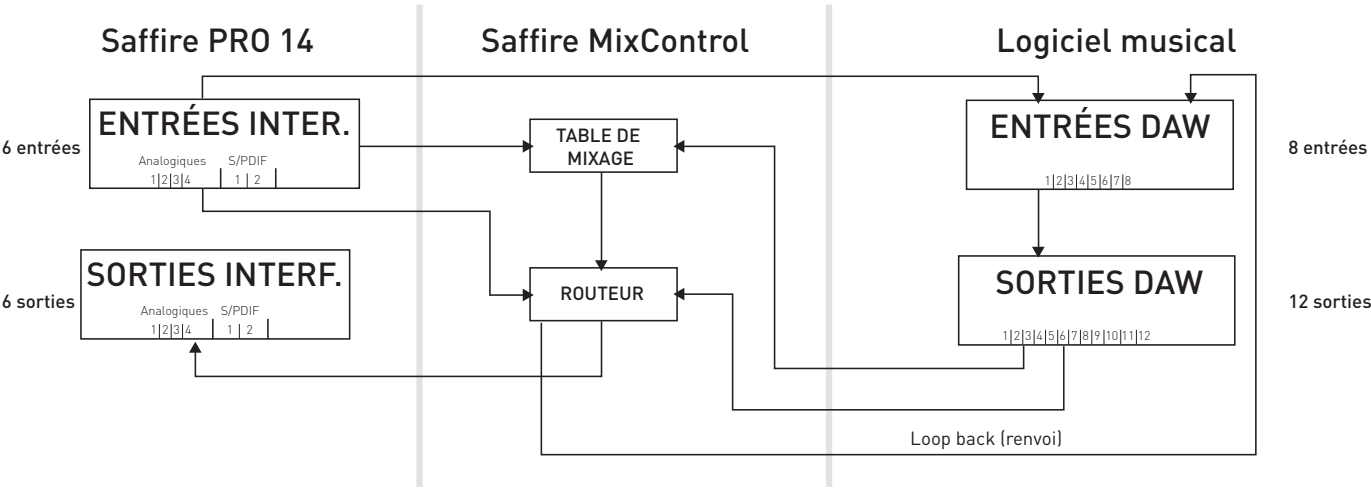 Saffire PRO 14
Saffire MixControl
Logiciel musical
6 entrées
ENTRÉES INTER.
Analogiques S/PDIF
1|2|3|4 | 1 | 2 |
TABLE DE
MIXAGE
ENTRÉES DAW
1|2|3|4|5|6|7|8
8 entrées
6 sorties
SORTIES INTERF.
Analogiques S/PDIF
1|2|3|4 | 1 | 2 |
ROUTEUR
SORTIES DAW
1|2|3|4|5|6|7|8|9|10|11|12
12 sorties
Loop back (renvoi)